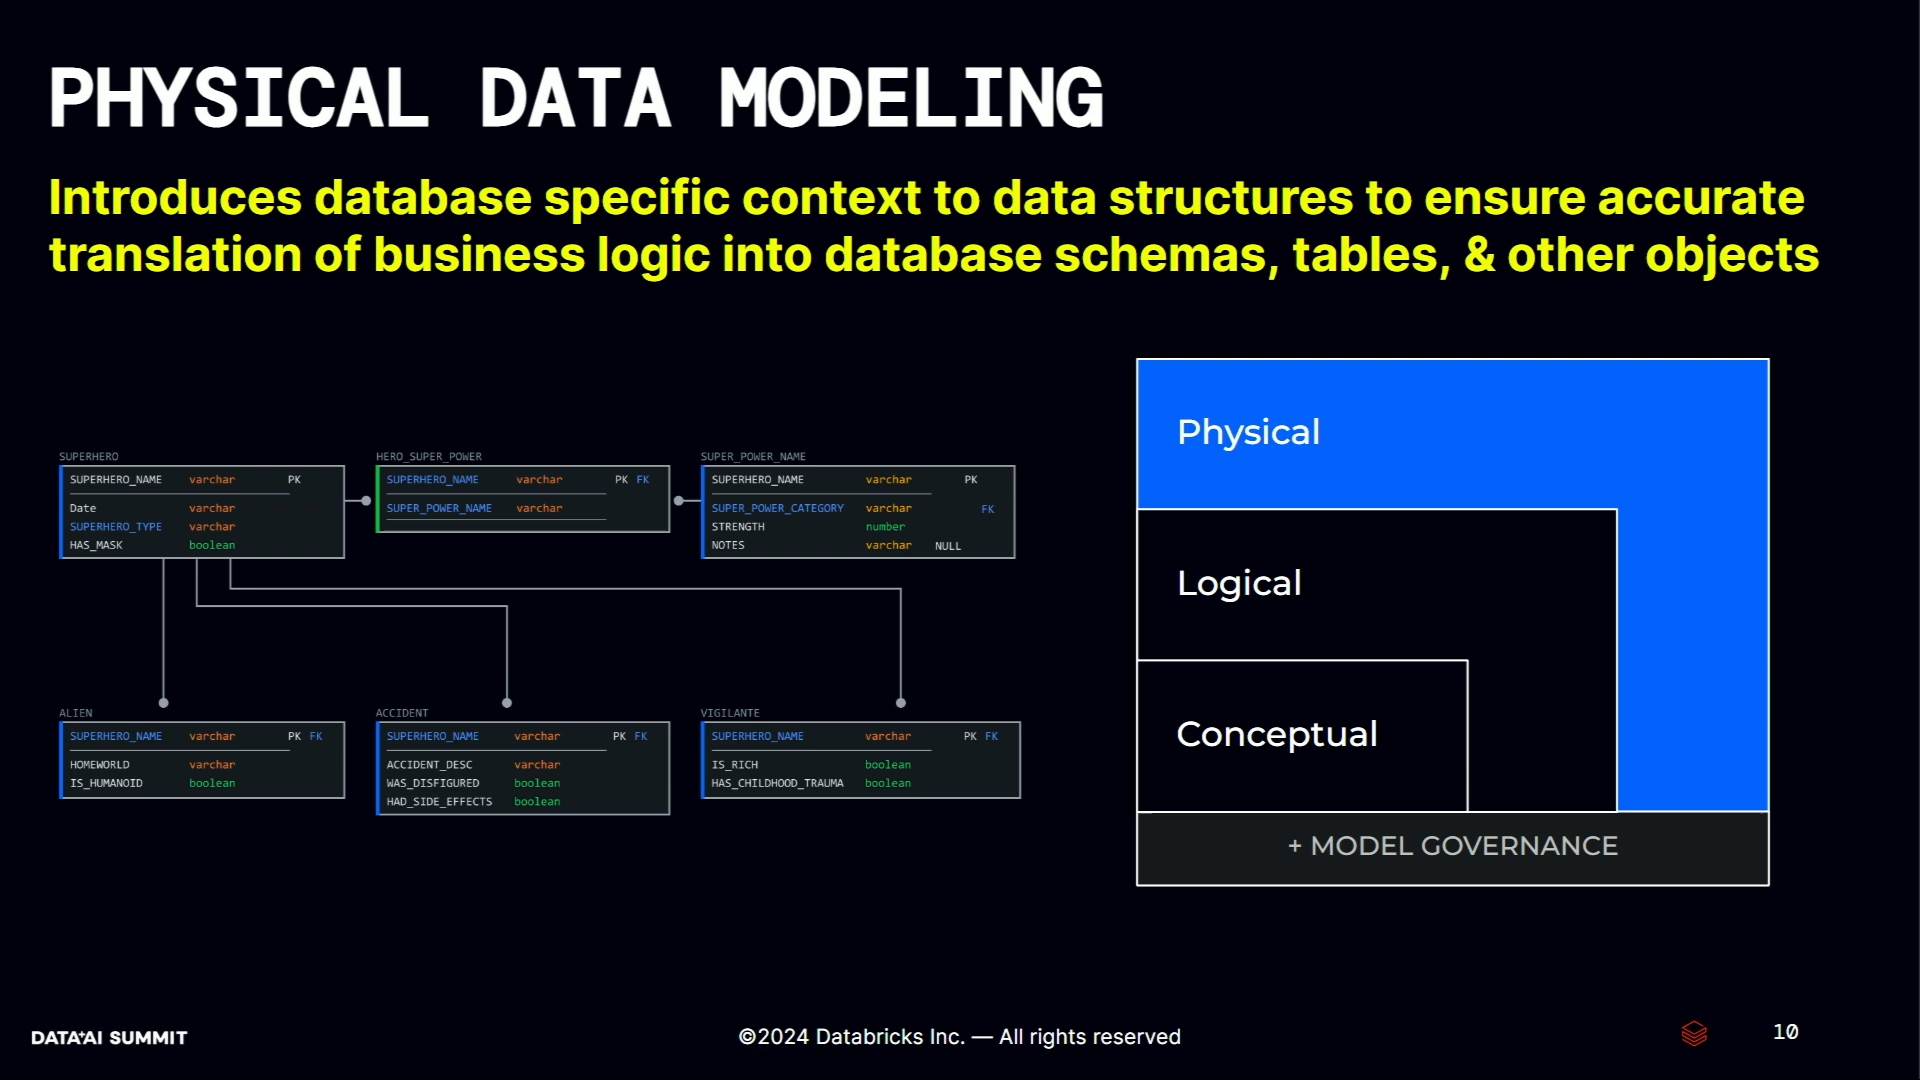 PHYSICAL DATA MODELING
Introduces database specific context to data structures to ensure accurate
translation of business logic into database schemas, tables, & other objects
SUPERHERO
SUPERHERO_NAME varchar PK
Date varchar
SUPERHERO_TYPE varchar
HAS_MASK boolean
HERO_SUPER_POWER
SUPERHERO_NAME varchar PK FK
SUPER_POWER_NAME varchar
SUPER_POWER_NAME
SUPERHERO_NAME varchar PK
SUPER_POWER_CATEGORY varchar FK
STRENGTH number
NOTES varchar NULL
ALIEN
SUPERHERO_NAME varchar PK FK
HOMEWORLD varchar
IS_HUMANOID boolean
ACCIDENT
SUPERHERO_NAME varchar PK FK
ACCIDENT_DESC varchar
WAS_DISFIGURED boolean
HAD_SIDE_EFFECTS boolean
VIGILANTE
SUPERHERO_NAME varchar PK FK
IS_RICH boolean
HAS_CHILDHOOD_TRAUMA boolean
Physical
Logical
Conceptual
+ MODEL GOVERNANCE
DATA+AI SUMMIT
©2024 Databricks Inc. — All rights reserved
10